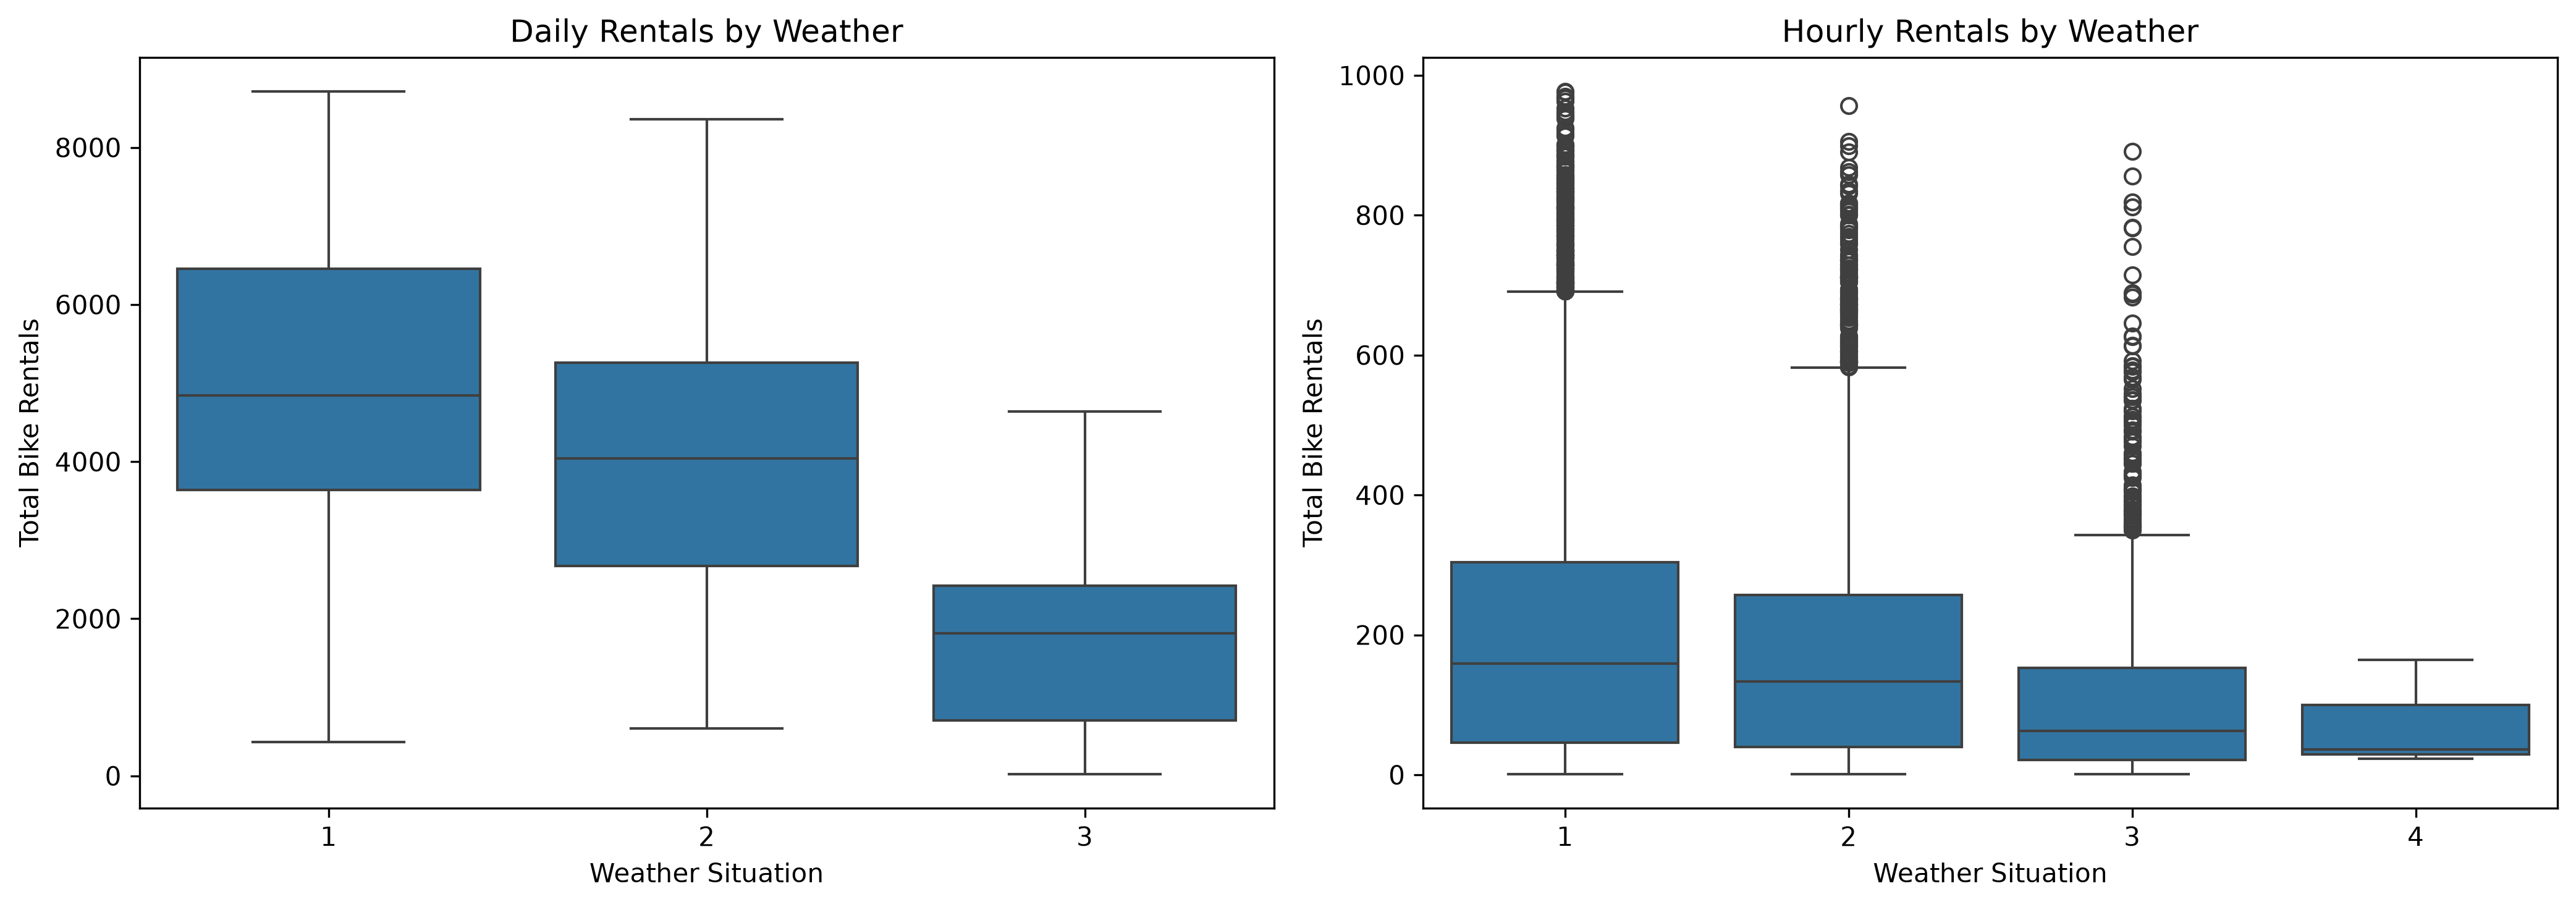 Daily Rentals by Weather
Total Bike Rentals
8000
6000
4000
2000
0
1 2 3
Weather Situation
Hourly Rentals by Weather
Total Bike Rentals
1000
800
600
400
200
0
1 2 3 4
Weather Situation